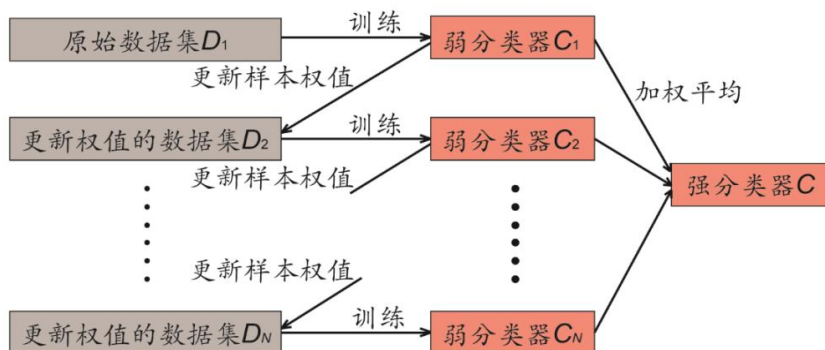 原始数据集D1
训练
弱分类器C1
更新样本权值
加权平均
更新权值的数据集D2
训练
弱分类器C2
更新样本权值
强分类器C
更新样本权值
更新权值的数据集DN
训练
弱分类器CN